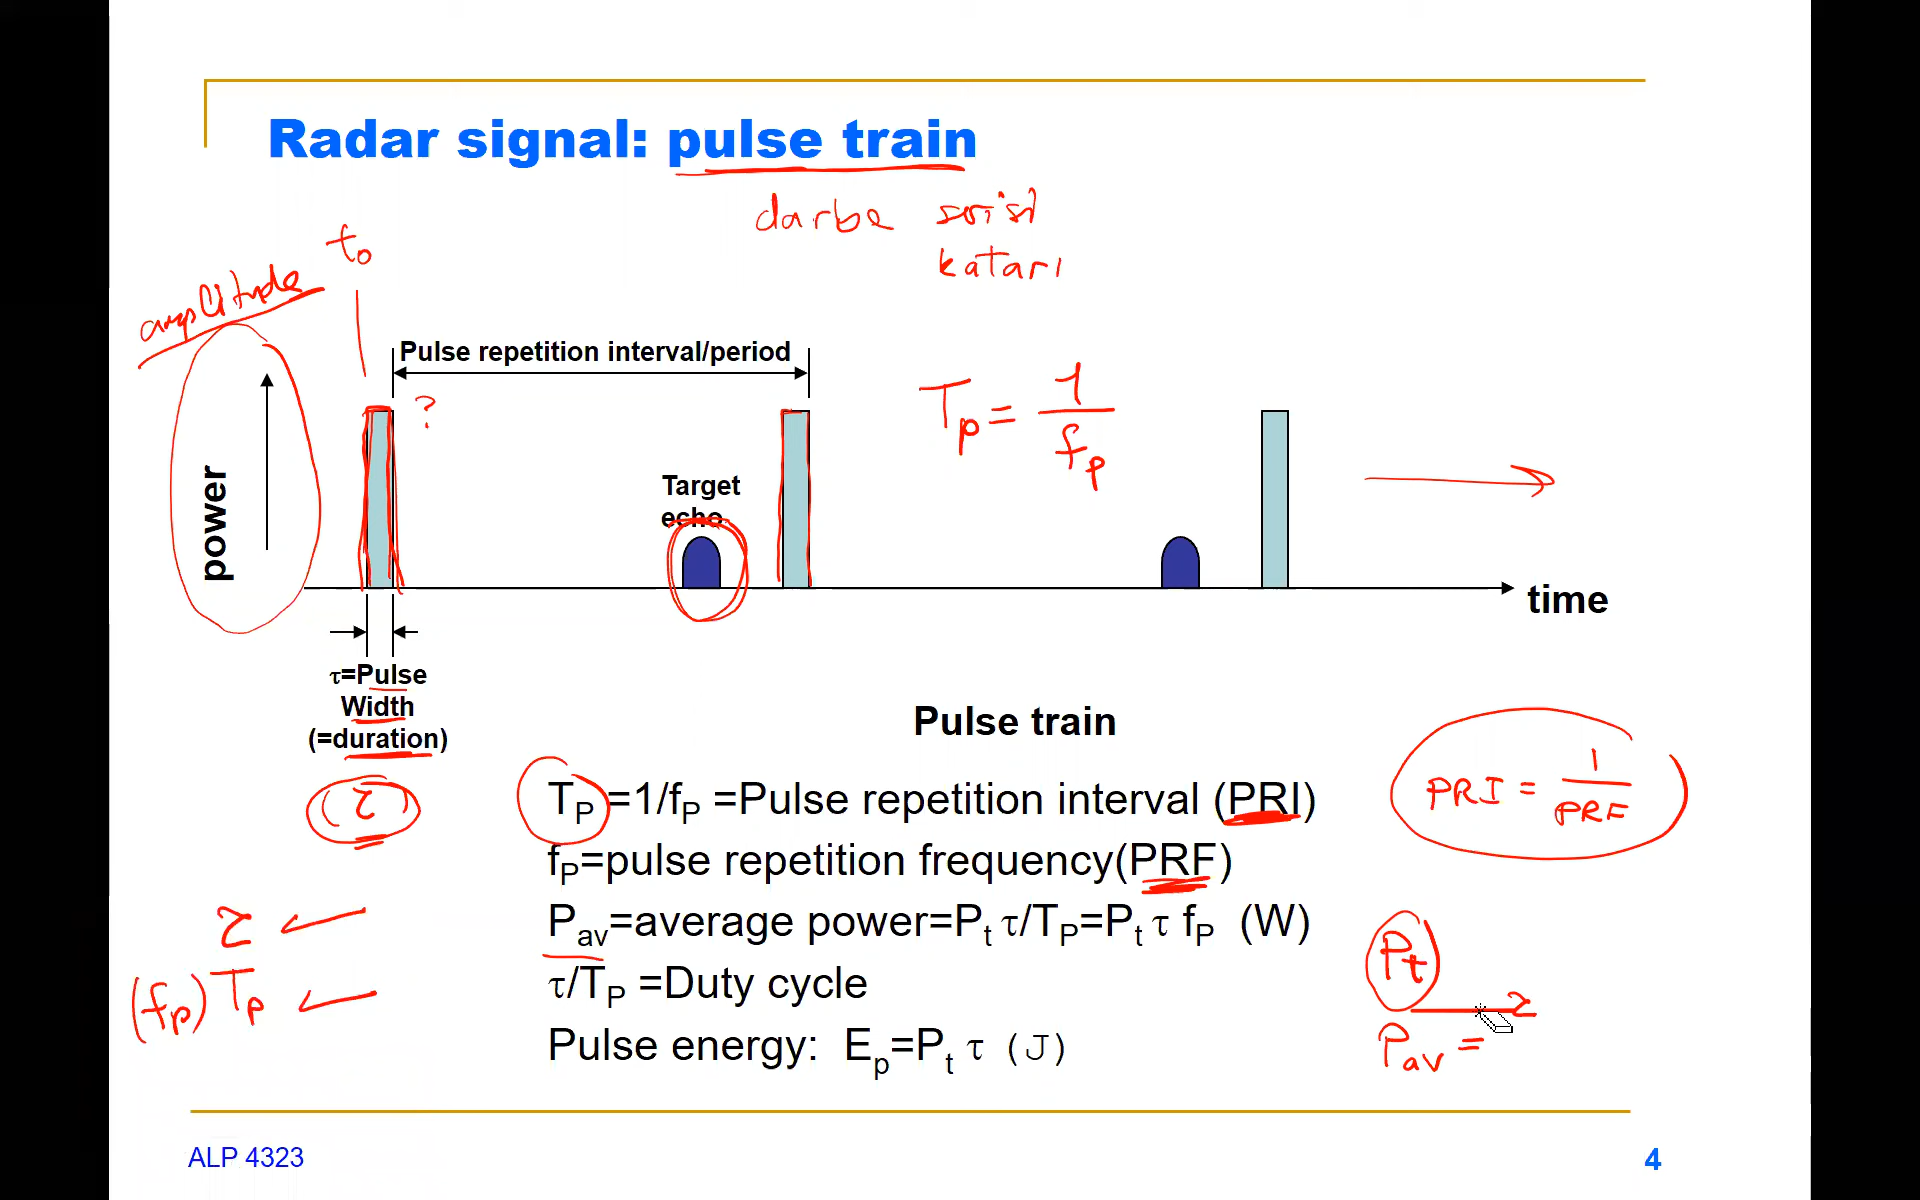 Radar signal: pulse train
darbe serisi
katarı
to
amplitude
Pulse repetition interval/period
?
Tp = 1/fp
Target
echo
power
time
τ=Pulse
Width
(=duration)
(τ)
Pulse train
TP =1/fP =Pulse repetition interval (PRI)
PRI = 1/PRF
fP=pulse repetition frequency(PRF)
τ
Pav=average power=Pt τ/TP=Pt τ fP (W)
Pt
(fp) Tp
τ/TP =Duty cycle
τ
Pulse energy: Ep=Pt τ (J)
Pav =
ALP 4323
4